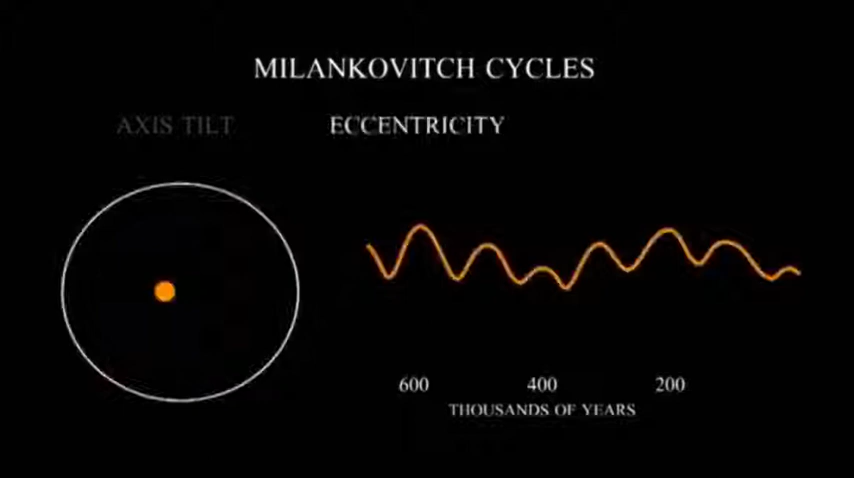 MILANKOVITCH CYCLES
AXIS TILT ECCENTRICITY
600 400 200
THOUSANDS OF YEARS